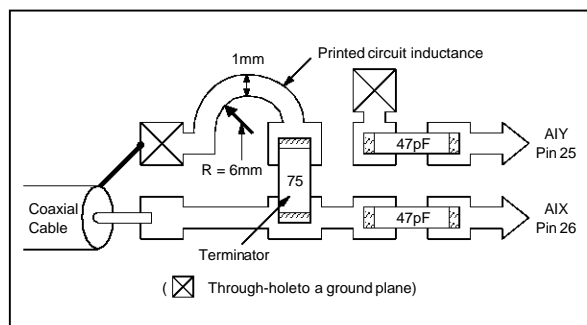 Printed circuit inductance
1mm
R = 6mm
47pF
AIY
Pin 25
75
Coaxial
Cable
47pF
AIX
Pin 26
Terminator
( Through-holeto a ground plane)